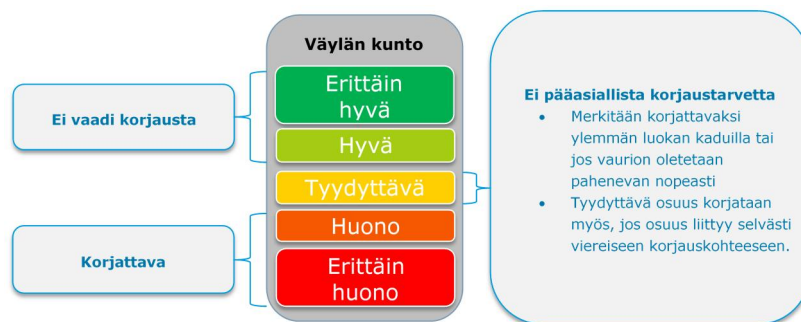 Väylän kunto
Ei vaadi korjausta
Korjattava
Erittäin
hyvä
Hyvä
Tyydyttävä
Huono
Erittäin
huono
Ei pääasiallista korjaustarvetta
• Merkitään korjattavaksi
ylemmän luokan kaduilla tai
jos vaurion oletetaan
pahenevan nopeasti
• Tyydyttävä osuus korjataan
myös, jos osuus liittyy selvästi
viereiseen korjauskohteeseen.